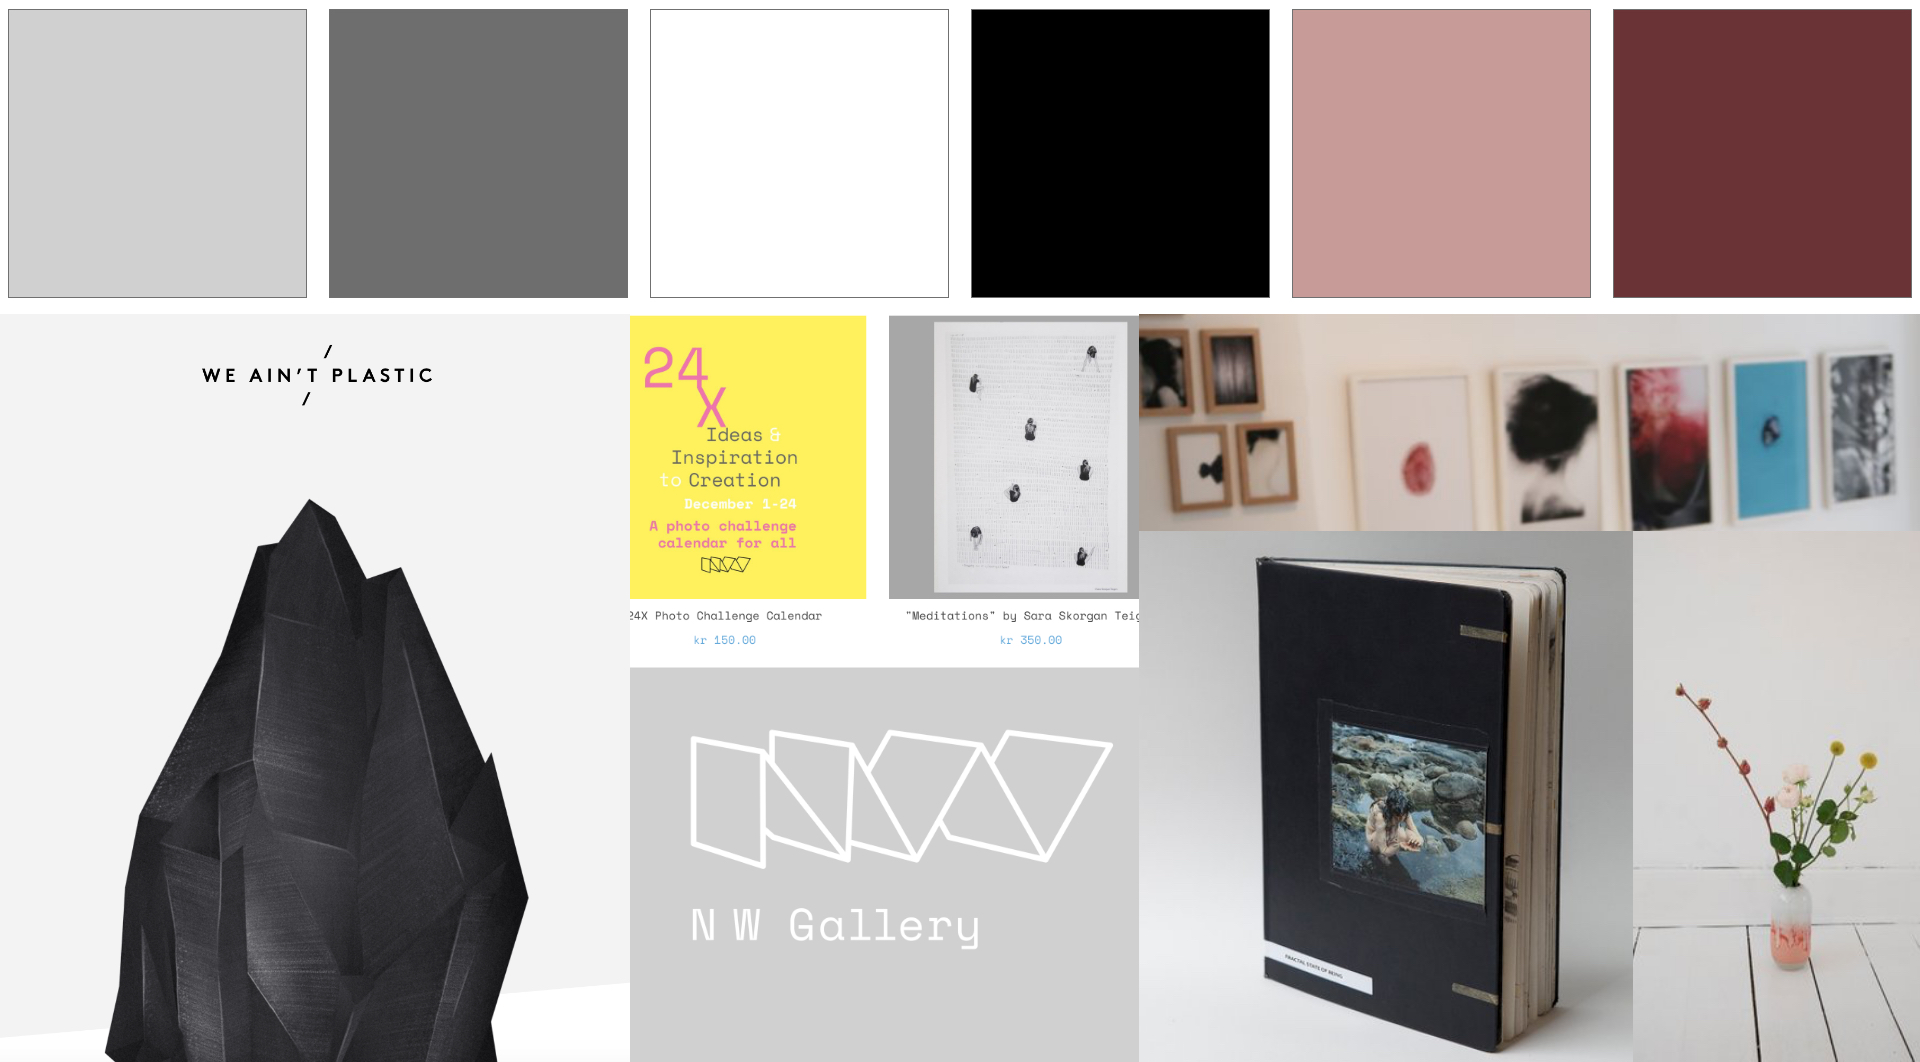 /
WE AIN'T PLASTIC
/
24
X
Ideas &
Inspiration
to Creation
December 1-24
A photo challenge
calendar for all
24X Photo Challenge Calendar
kr 150.00
"Meditations" by Sara Skorgan Teig
kr 350.00
NW Gallery
FRACTAL STATE OF BEING